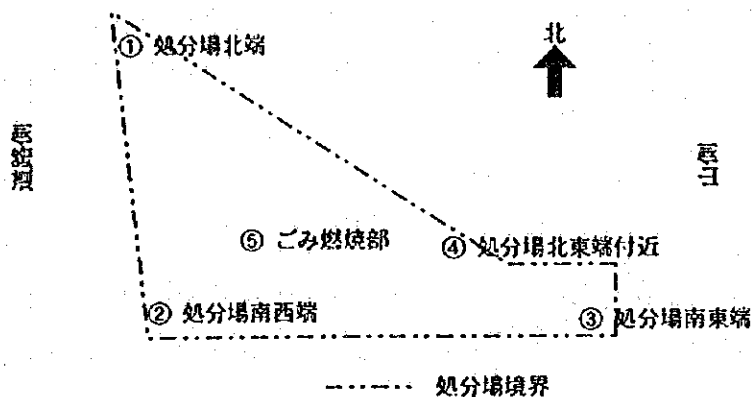 ① 処分場北端
北
⑤ ごみ燃焼部
④ 処分場北東端付近
② 処分場南西端
③ 処分場南東端
処分場境界